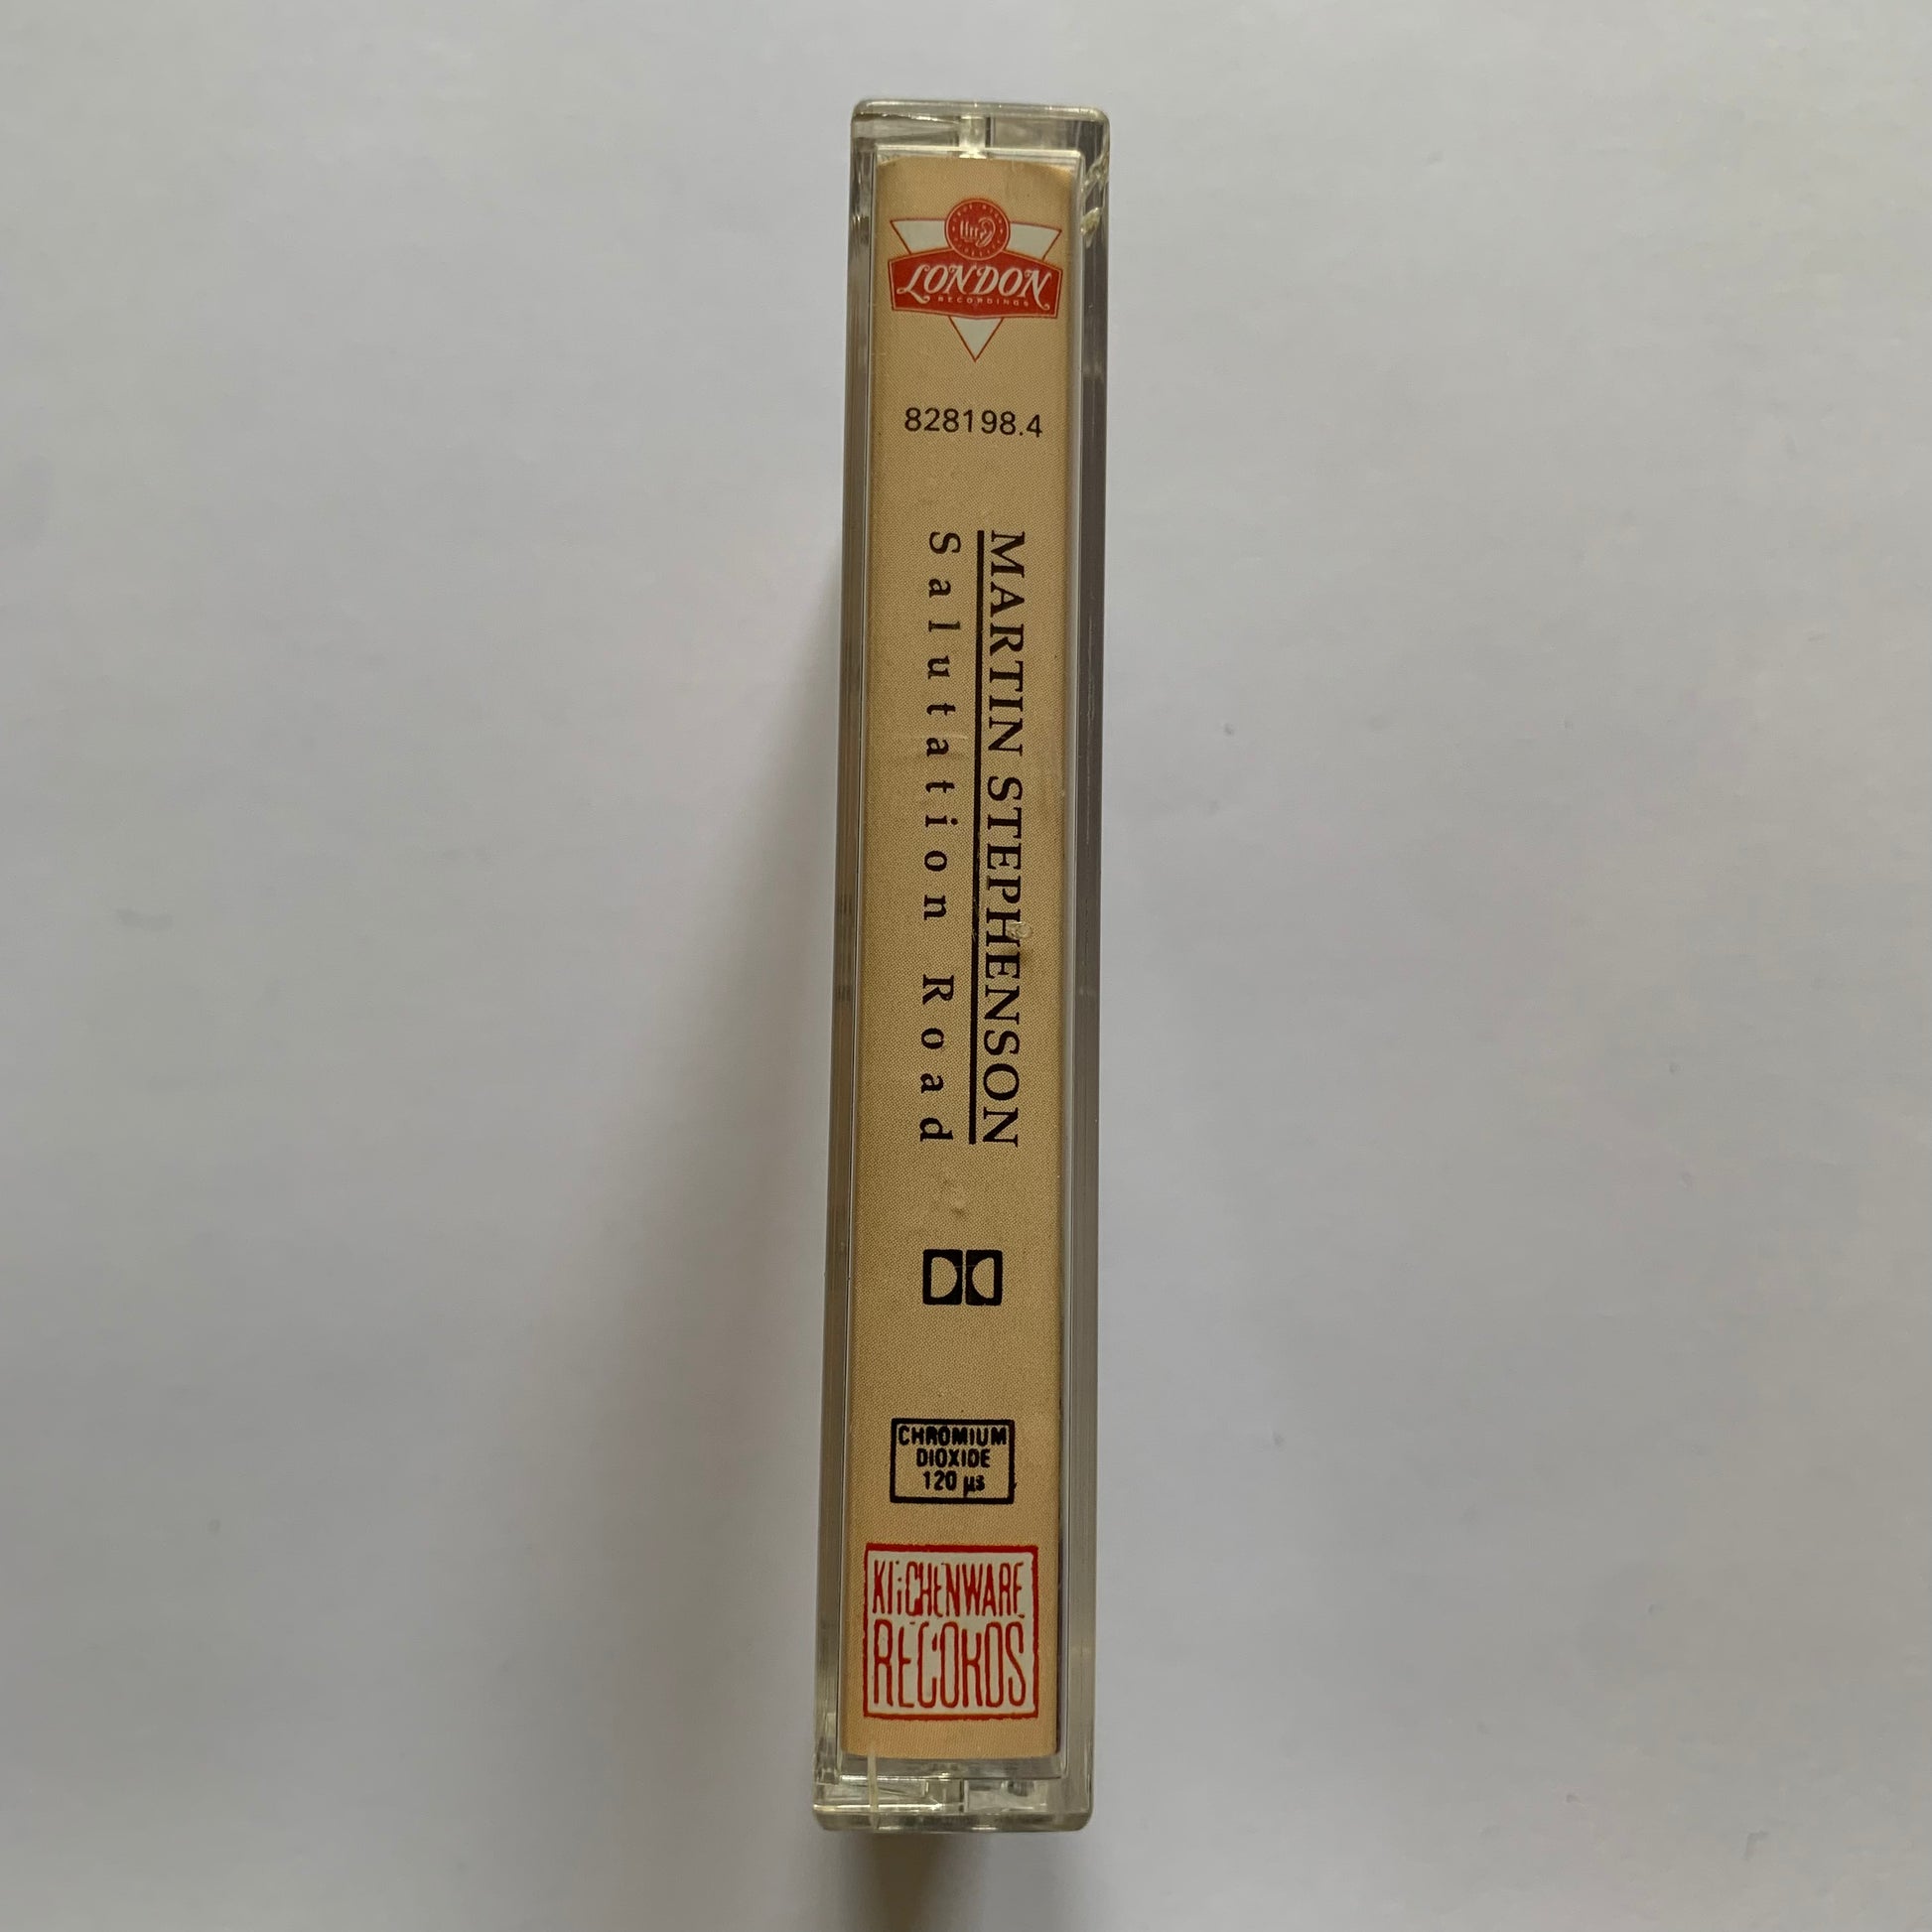 LONDON
RECORDINGS
828198.4
MARTIN STEPHENSON
Salutation Road
CHROMIUM
DIOXIDE
120 µs
KITCHENWARE
RECORDS